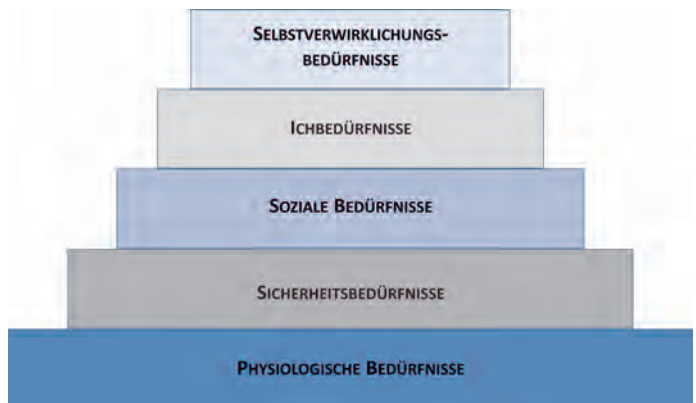 SELBSTVERWIRKLICHUNGS-
BEDÜRFNISSE
ICHBEDÜRFNISSE
SOZIALE BEDÜRFNISSE
SICHERHEITSBEDÜRFNISSE
PHYSIOLOGISCHE BEDÜRFNISSE